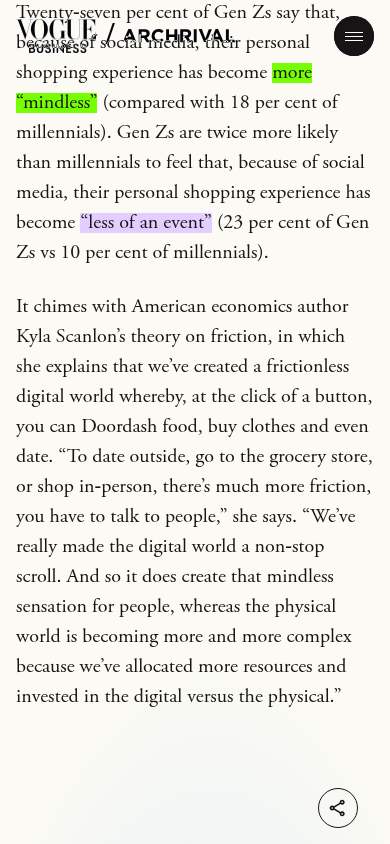 Twenty-seven per cent of Gen Zs say that,
VOGUE / ARCHRIVAL
BUSINESS
because of social media, their personal
shopping experience has become more
“mindless” (compared with 18 per cent of
millennials). Gen Zs are twice more likely
than millennials to feel that, because of social
media, their personal shopping experience has
become “less of an event” (23 per cent of Gen
Zs vs 10 per cent of millennials).
It chimes with American economics author
Kyla Scanlon’s theory on friction, in which
she explains that we’ve created a frictionless
digital world whereby, at the click of a button,
you can Doordash food, buy clothes and even
date. “To date outside, go to the grocery store,
or shop in-person, there’s much more friction,
you have to talk to people,” she says. “We’ve
really made the digital world a non-stop
scroll. And so it does create that mindless
sensation for people, whereas the physical
world is becoming more and more complex
because we’ve allocated more resources and
invested in the digital versus the physical.”